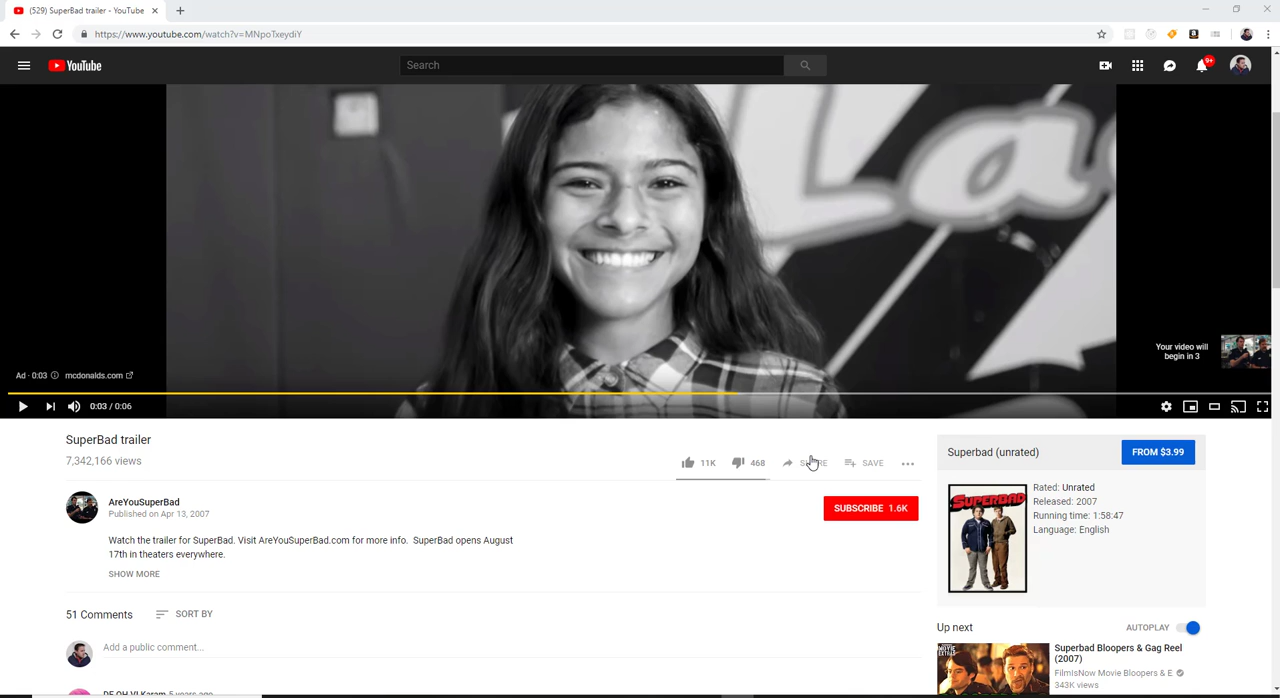 (529) SuperBad trailer - YouTube
https://www.youtube.com/watch?v=MNpoTxeydiY
YouTube
Search
9+
La
Your video will
begin in 3
Ad · 0:03 mcdonalds.com
0:03 / 0:06
SuperBad trailer
7,342,166 views
11K
468
SAVE
Superbad (unrated)
FROM $3.99
AreYouSuperBad
Published on Apr 13, 2007
SUBSCRIBE 1.6K
Watch the trailer for SuperBad. Visit AreYouSuperBad.com for more info. SuperBad opens August
17th in theaters everywhere.
SHOW MORE
SUPERBAD
Rated: Unrated
Released: 2007
Running time: 1:58:47
Language: English
51 Comments
SORT BY
Add a public comment...
Up next
AUTOPLAY
Superbad Bloopers & Gag Reel
(2007)
FilmIsNow Movie Bloopers & E
343K views